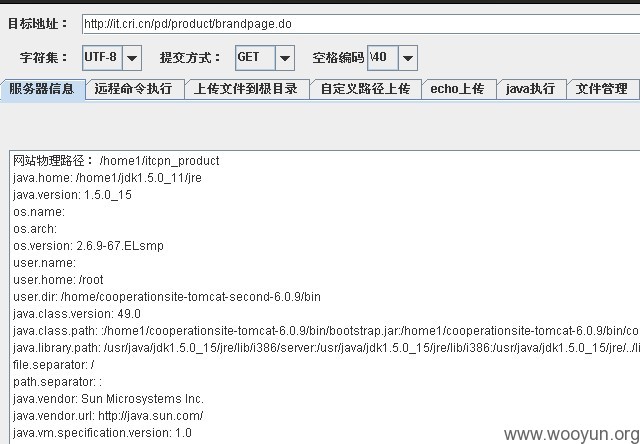 目标地址： http://it.cri.cn/pd/product/brandpage.do
字符集： UTF-8 提交方式： GET 空格编码 \40
服务器信息 远程命令执行 上传文件到根目录 自定义路径上传 echo上传 java执行 文件管理
网站物理路径： /home1/itcpn_product
java.home: /home1/jdk1.5.0_11/jre
java.version: 1.5.0_15
os.name:
os.arch:
os.version: 2.6.9-67.ELsmp
user.name:
user.home: /root
user.dir: /home/cooperationsite-tomcat-second-6.0.9/bin
java.class.version: 49.0
java.class.path: :/home1/cooperationsite-tomcat-6.0.9/bin/bootstrap.jar:/home1/cooperationsite-tomcat-6.0.9/bin/co
java.library.path: /usr/java/jdk1.5.0_15/jre/lib/i386/server:/usr/java/jdk1.5.0_15/jre/lib/i386:/usr/java/jdk1.5.0_15/jre/../li
file.separator: /
path.separator: :
java.vendor: Sun Microsystems Inc.
java.vendor.url: http://java.sun.com/
java.vm.specification.version: 1.0
www.wooyun.org